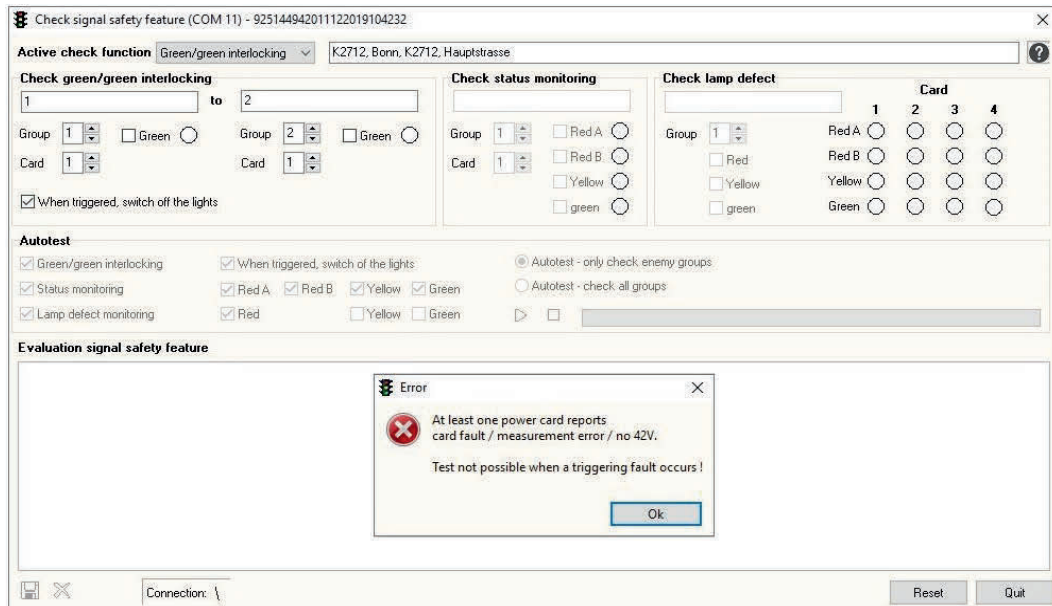 Check signal safety feature (COM 11) - 925144942011122019104232
Active check function Green/green interlocking K2712, Bonn, K2712, Hauptstrasse
Check green/green interlocking
1 to 2
Group 1 Green Group 2 Green
Card 1 Card 1
When triggered, switch off the lights
Check status monitoring
Group 1 Red A
Card 1 Red B
Yellow
green
Check lamp defect
Card
1 2 3 4
Group 1 Red A
Red Red B
Yellow Yellow
green Green
Autotest
Green/green interlocking When triggered, switch of the lights Autotest - only check enemy groups
Status monitoring Red A Red B Yellow Green Autotest - check all groups
Lamp defect monitoring Red Yellow Green
Evaluation signal safety feature
Error
At least one power card reports
card fault / measurement error / no 42V.
Test not possible when a triggering fault occurs !
Ok
Connection: \
Reset Quit